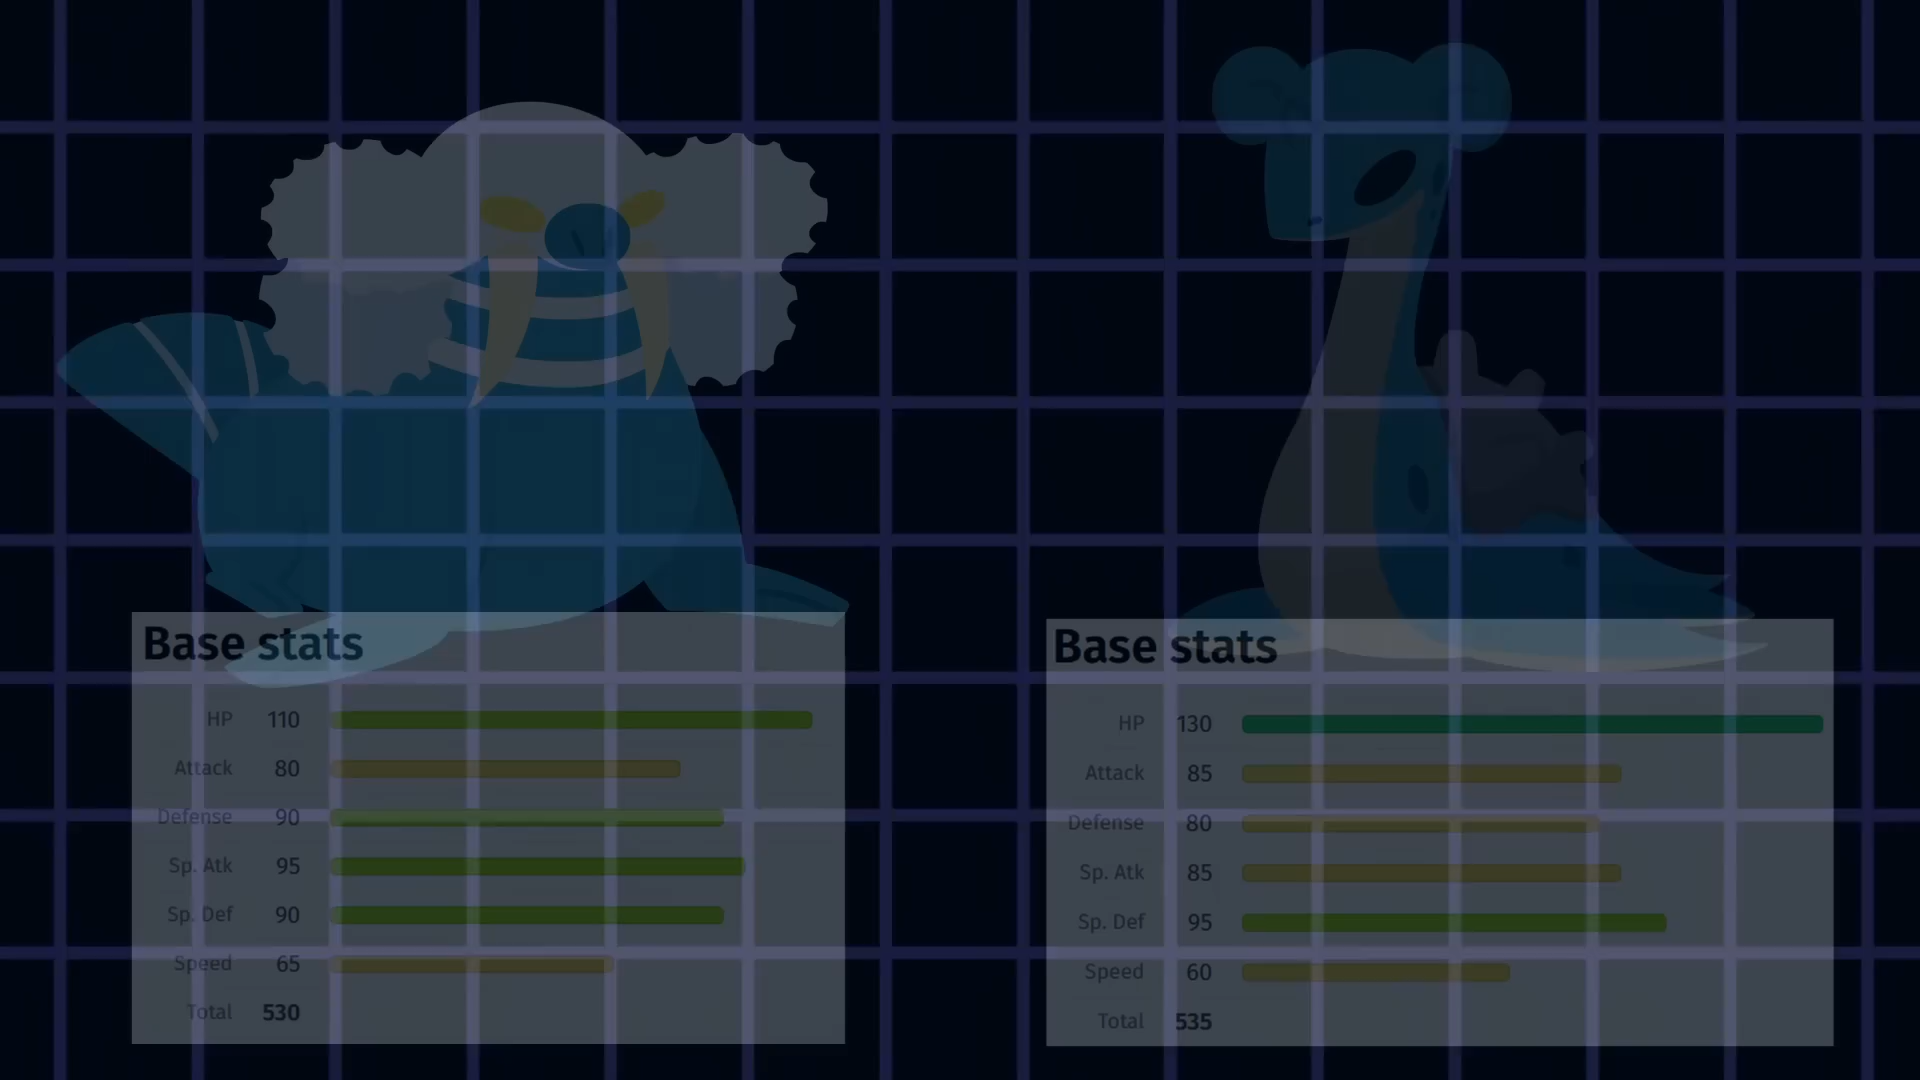 Base stats
HP 110
Attack 80
Defense 90
Sp. Atk 95
Sp. Def 90
Speed 65
Total 530
Base stats
HP 130
Attack 85
Defense 80
Sp. Atk 85
Sp. Def 95
Speed 60
Total 535